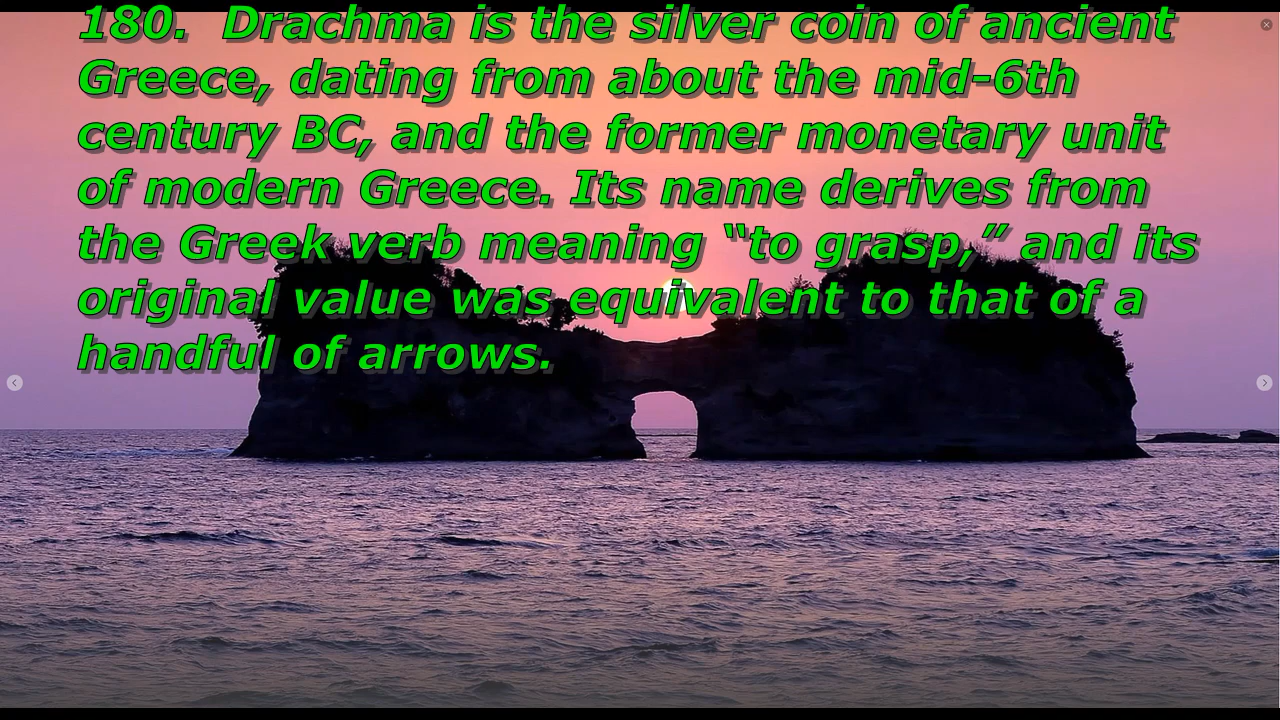 180.  Drachma is the silver coin of ancient
Greece, dating from about the mid-6th
century BC, and the former monetary unit
of modern Greece. Its name derives from
the Greek verb meaning “to grasp,” and its
original value was equivalent to that of a
handful of arrows.